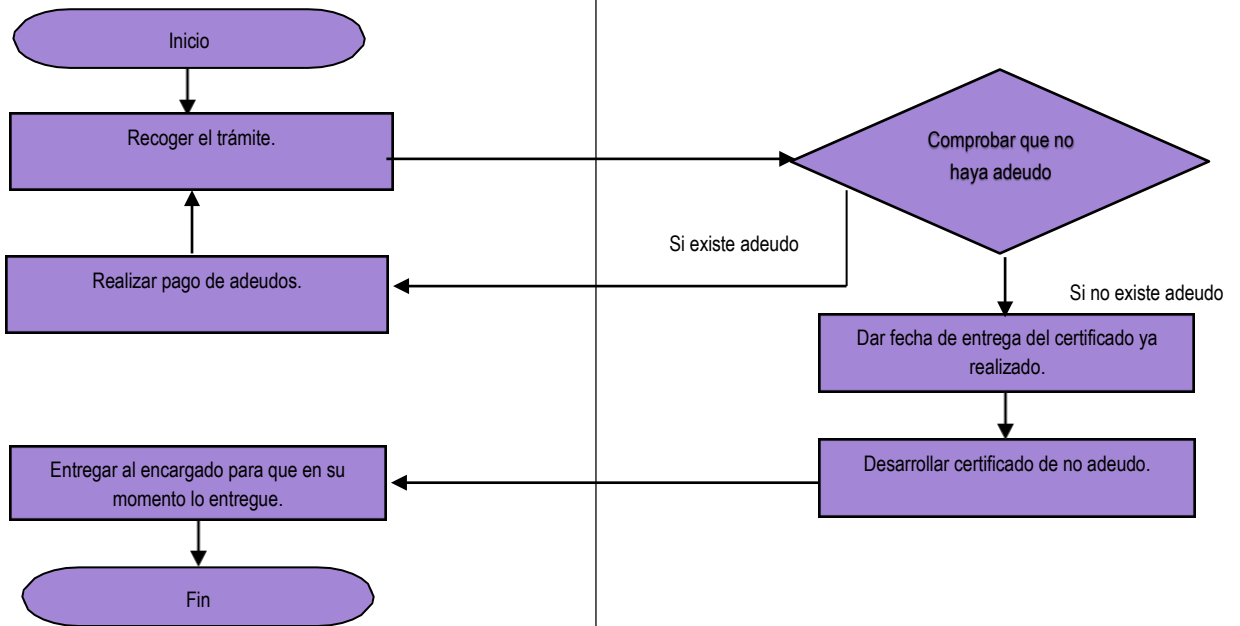 Inicio
Recoger el trámite.
Comprobar que no
haya adeudo
Si existe adeudo
Realizar pago de adeudos.
Si no existe adeudo
Dar fecha de entrega del certificado ya
realizado.
Desarrollar certificado de no adeudo.
Entregar al encargado para que en su
momento lo entregue.
Fin